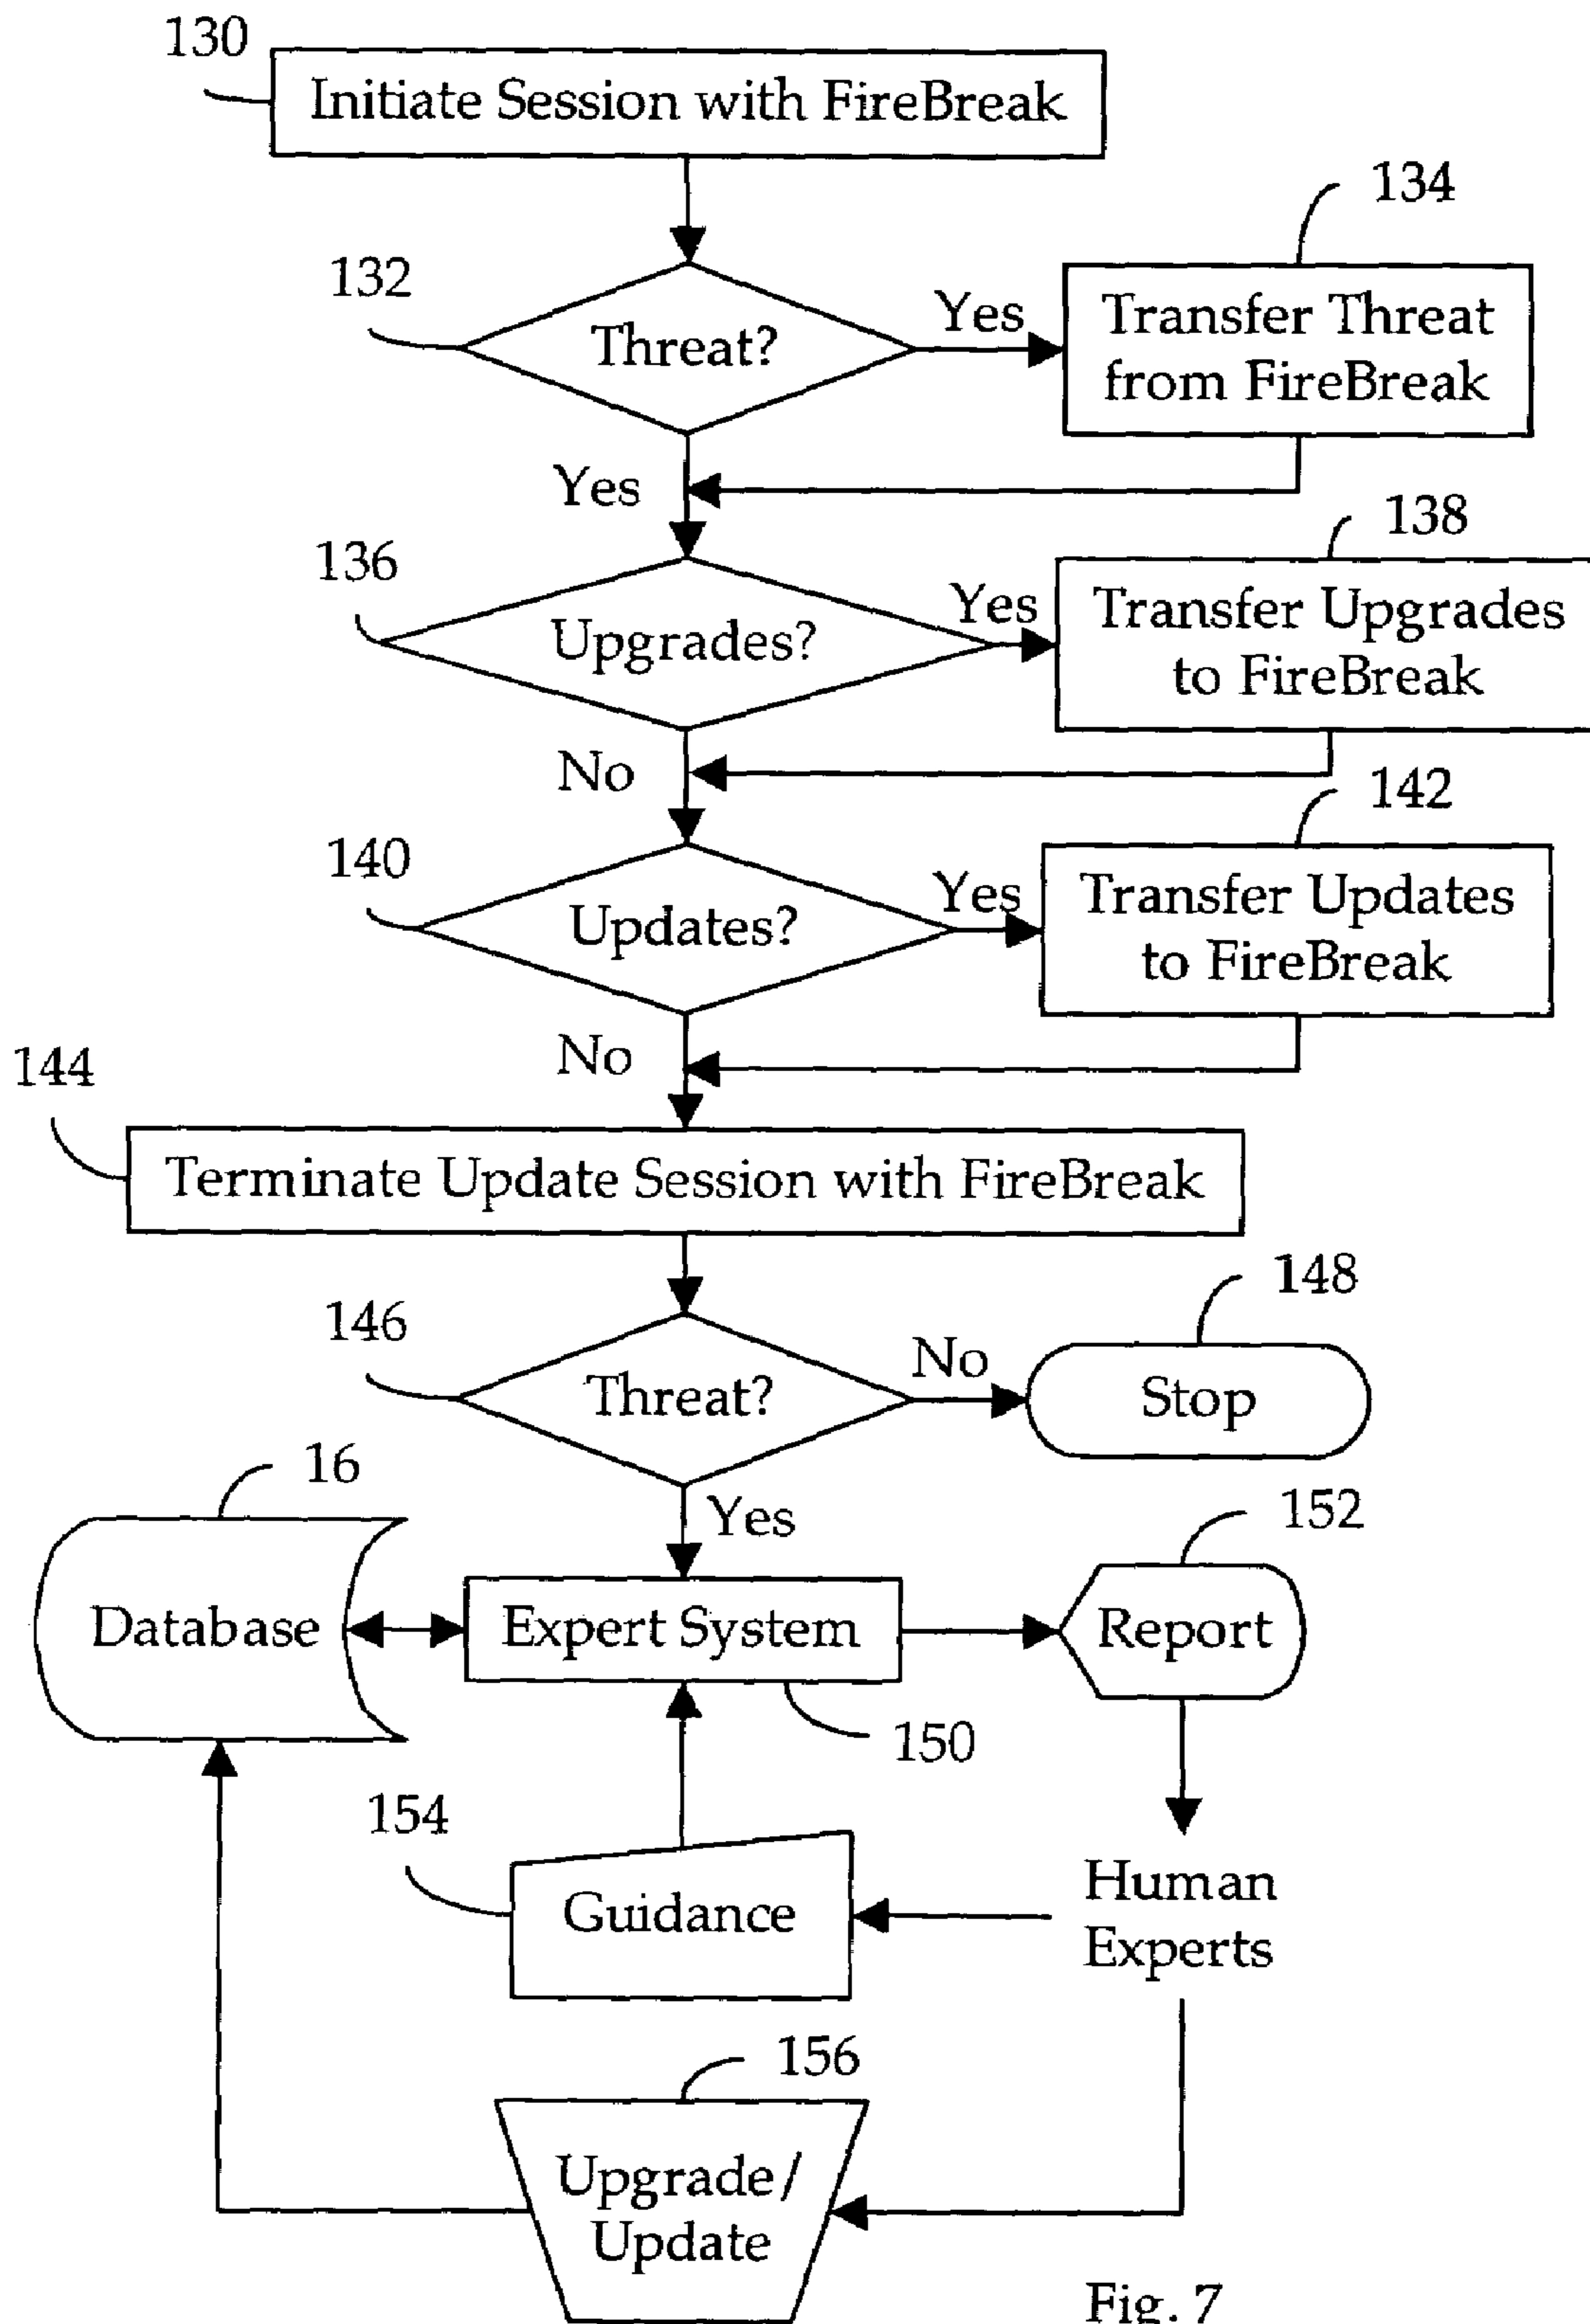 130
Initiate Session with FireBreak
134
132
Threat?
Yes
Transfer Threat
from FireBreak
Yes
138
136
Upgrades?
Yes
Transfer Upgrades
to FireBreak
No
142
140
Updates?
Yes
Transfer Updates
to FireBreak
No
144
Terminate Update Session with FireBreak
148
146
Threat?
No
Stop
16
Yes
152
Database
Expert System
Report
150
154
Guidance
Human
Experts
156
Upgrade/
Update
Fig. 7